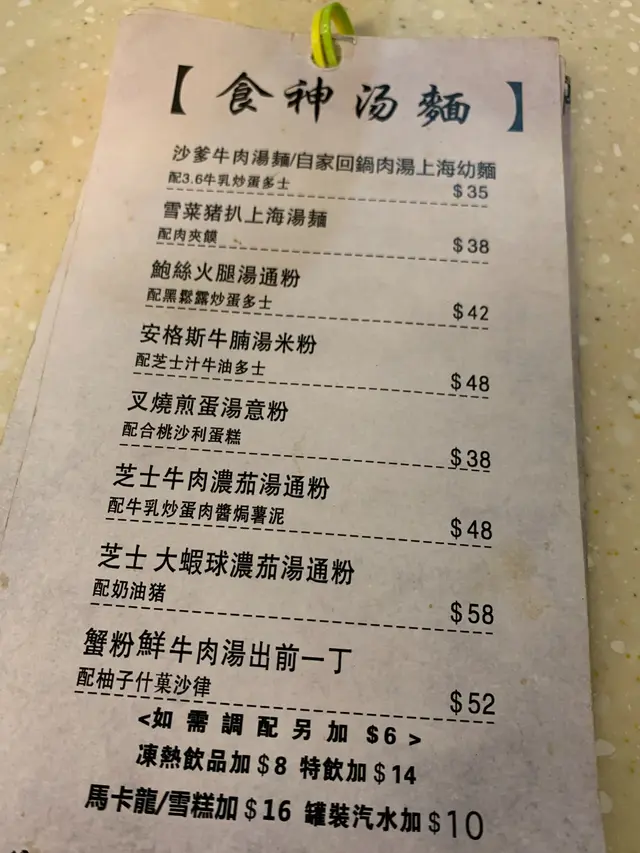 【食神汤麵】
沙爹牛肉湯麵/自家回鍋肉湯上海幼麵
配3.6牛乳炒蛋多士 $35
雪菜猪扒上海湯麵
配肉夾饃 $38
鮑絲火腿湯通粉
配黑鬆露炒蛋多士 $42
安格斯牛腩湯米粉
配芝士汁牛油多士 $48
叉燒煎蛋湯意粉
配合桃沙利蛋糕 $38
芝士牛肉濃茄湯通粉
配牛乳炒蛋肉醬焗薯泥 $48
芝士 大蝦球濃茄湯通粉
配奶油猪 $58
蟹粉鮮牛肉湯出前一丁
配柚子什菓沙律 $52
<如需調配另加 $6 >
凍熱飲品加$8 特飲加$14
馬卡龍/雪糕加$16 罐裝汽水加$10